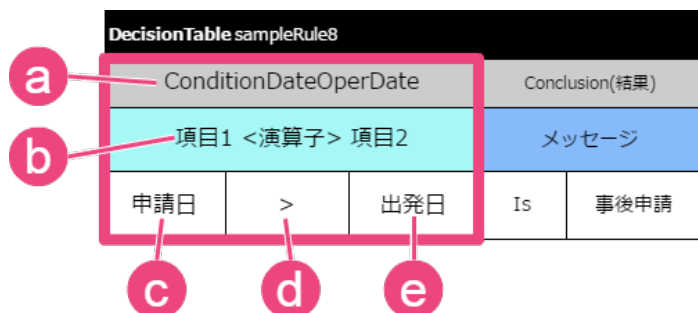 DecisionTable sampleRule8
a ConditionDateOperDate Conclusion(結果)
b 項目1 <演算子> 項目2 メッセージ
申請日 > 出発日 Is 事後申請
c d e